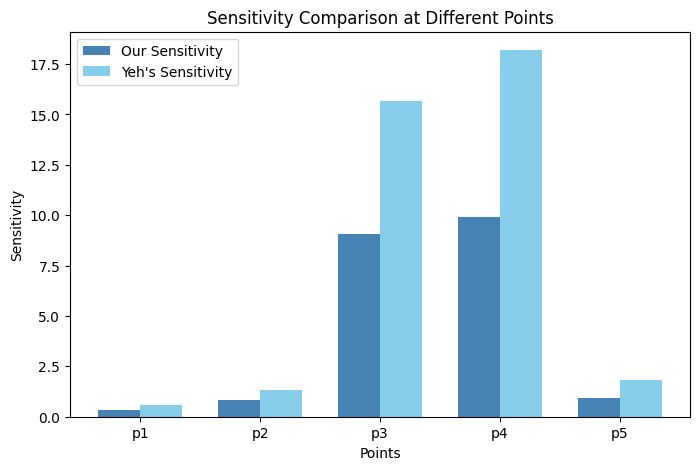 Sensitivity Comparison at Different Points
Our Sensitivity
Yeh's Sensitivity
17.5
15.0
12.5
10.0
7.5
5.0
2.5
0.0
Sensitivity
p1 p2 p3 p4 p5
Points